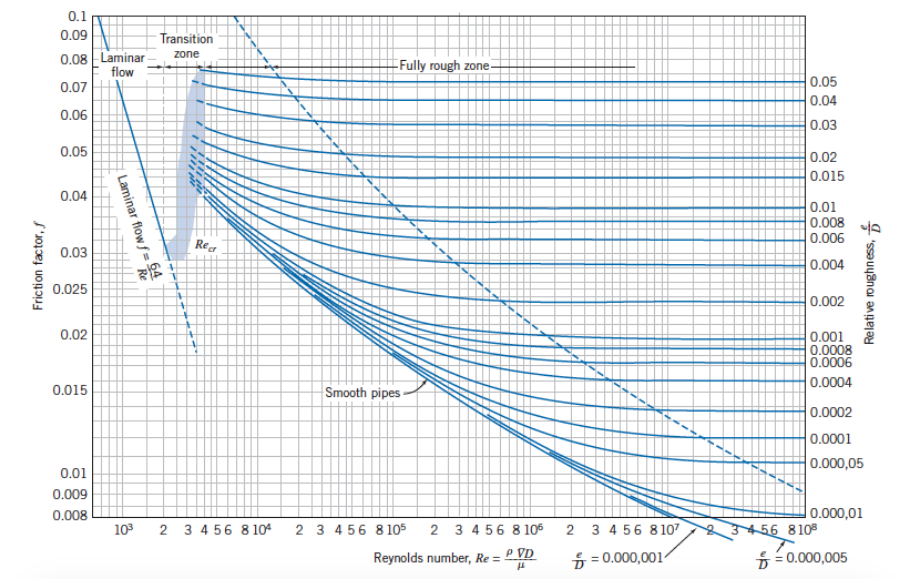 0.1
0.09
0.08
0.07
0.06
0.05
0.04
0.03
0.025
0.02
0.015
0.01
0.009
0.008
Friction factor, f
Laminar
flow
Transition
zone
Fully rough zone
Laminar flow f = 64/Re
Re_cr
Smooth pipes
0.05
0.04
0.03
0.02
0.015
0.01
0.008
0.006
0.004
0.002
0.001
0.0008
0.0006
0.0004
0.0002
0.0001
0.000,05
0.000,01
Relative roughness, e/D
10³ 2 3 4 5 6 8 10⁴ 2 3 4 5 6 8 10⁵ 2 3 4 5 6 8 10⁶ 2 3 4 5 6 8 10⁷ 2 3 4 5 6 8 10⁸
Reynolds number, Re = ρV̄D/μ
e/D = 0.000,001
e/D = 0.000,005